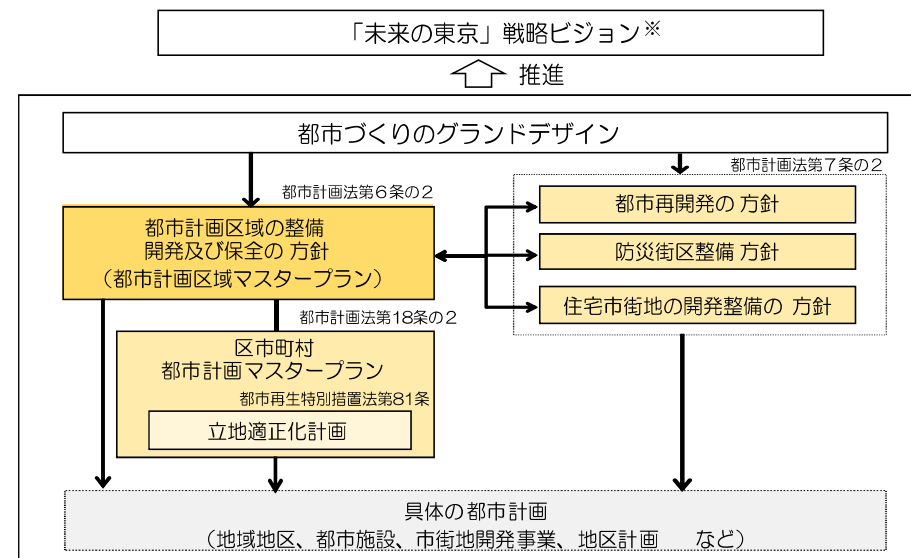 「未来の東京」戦略ビジョン※
推進
都市づくりのグランドデザイン
都市計画法第6条の2
都市計画法第7条の2
都市計画区域の整備
開発及び保全の 方針
（都市計画区域マスタープラン）
都市再開発の 方針
防災街区整備 方針
住宅市街地の開発整備の 方針
都市計画法第18条の2
区市町村
都市計画マスタープラン
都市再生特別措置法第81条
立地適正化計画
具体の都市計画
（地域地区、都市施設、市街地開発事業、地区計画　など）